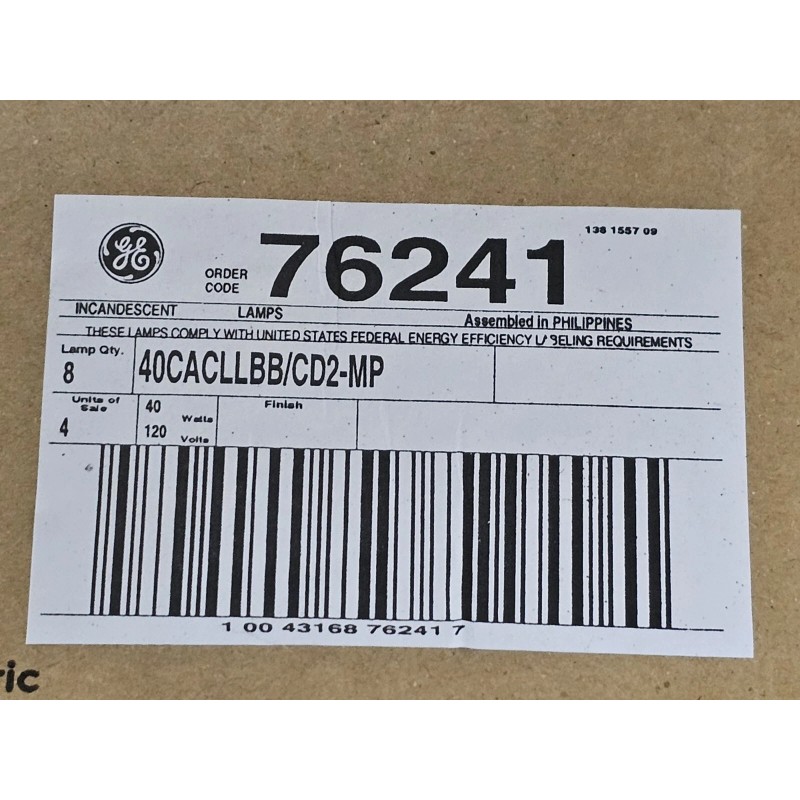 GE
138 1557 09
ORDER CODE 76241
INCANDESCENT LAMPS Assembled in PHILIPPINES
THESE LAMPS COMPLY WITH UNITED STATES FEDERAL ENERGY EFFICIENCY LABELING REQUIREMENTS
Lamp Qty.
8
40CACLLBB/CD2-MP
Units of Sale
4
40 Watts
120 Volts
Finish
1 00 43168 76241 7
ric